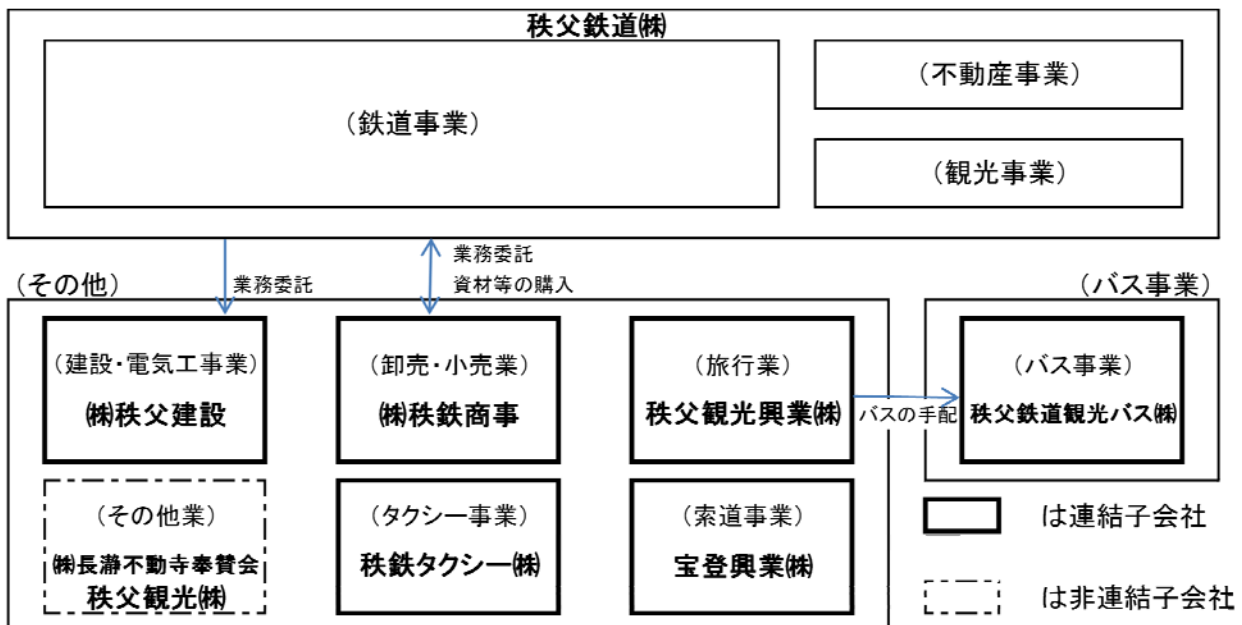 秩父鉄道㈱
（鉄道事業）
（不動産事業）
（観光事業）
業務委託
業務委託
資材等の購入
（その他）
（バス事業）
（建設・電気工事業）
㈱秩父建設
（卸売・小売業）
㈱秩鉄商事
（旅行業）
秩父観光興業㈱
バスの手配
（バス事業）
秩父鉄道観光バス㈱
（その他業）
㈱長瀞不動寺奉賛会
秩父観光㈱
（タクシー事業）
秩鉄タクシー㈱
（索道事業）
宝登興業㈱
は連結子会社
は非連結子会社